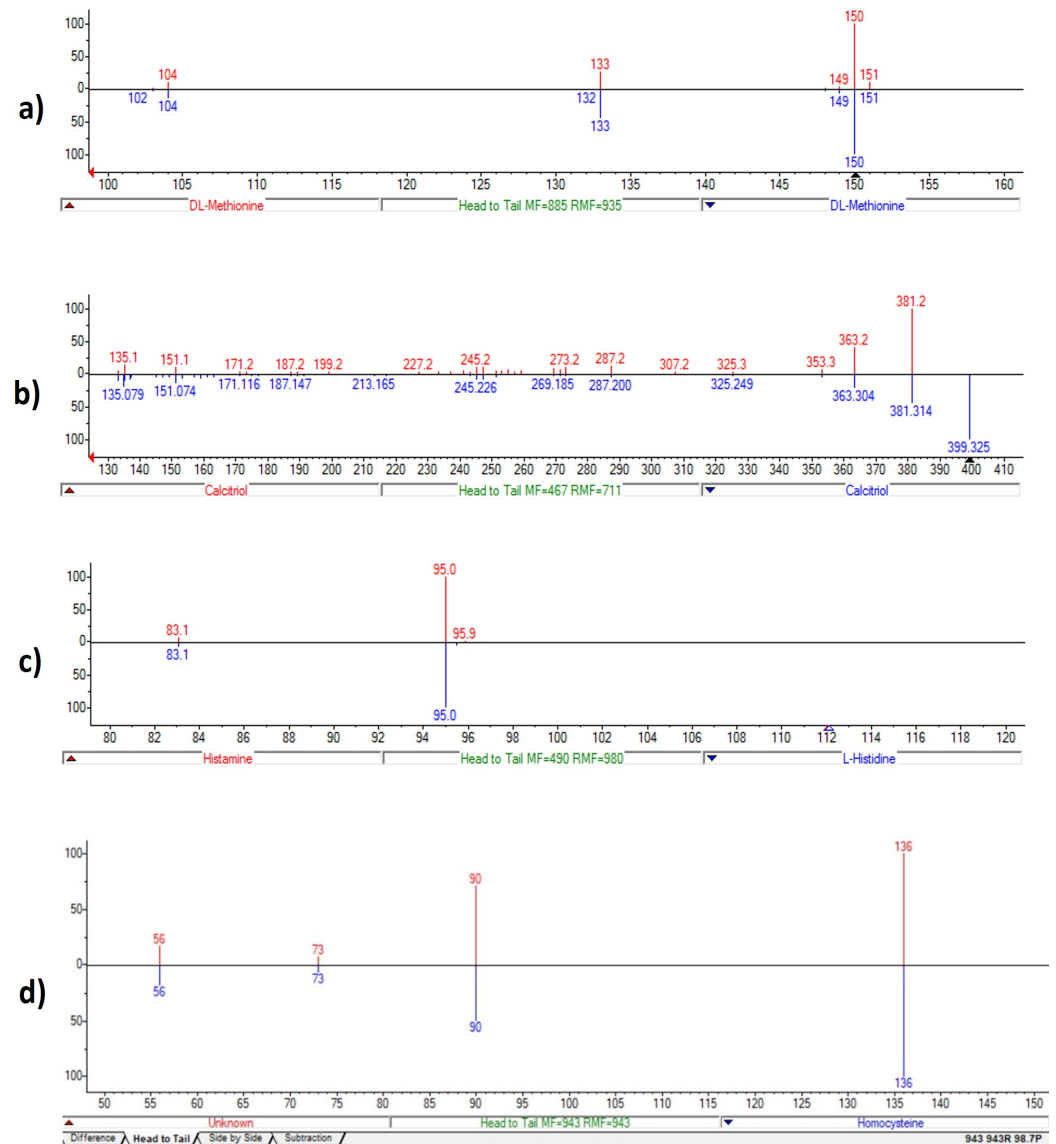 100
150
50
104
133
149
151
0
102
104
132
133
149
151
50
100
150
a)
100 105 110 115 120 125 130 135 140 145 150 155 160
DL-Methionine Head to Tail MF=885 RMF=935 DL-Methionine
100
381.2
50
135.1 151.1 171.2 187.2 199.2 227.2 245.2 273.2 287.2 307.2 325.3 353.3 363.2
0
135.079 151.074 171.116 187.147 213.165 245.226 269.185 287.200 325.249 363.304 381.314
50
100
399.325
b)
130 140 150 160 170 180 190 200 210 220 230 240 250 260 270 280 290 300 310 320 330 340 350 360 370 380 390 400 410
Calcitriol Head to Tail MF=467 RMF=711 Calcitriol
100
95.0
50
83.1 95.9
0
83.1
50
100
95.0
c)
80 82 84 86 88 90 92 94 96 98 100 102 104 106 108 110 112 114 116 118 120
Histamine Head to Tail MF=490 RMF=980 L-Histidine
100
136
90
50
56 73
0
56 73
50
90
100
136
d)
50 55 60 65 70 75 80 85 90 95 100 105 110 115 120 125 130 135 140 145 150
Unknown Head to Tail MF=943 RMF=943 Homocysteine
Difference Head to Tail Side by Side Subtraction 943 943R 98.7P